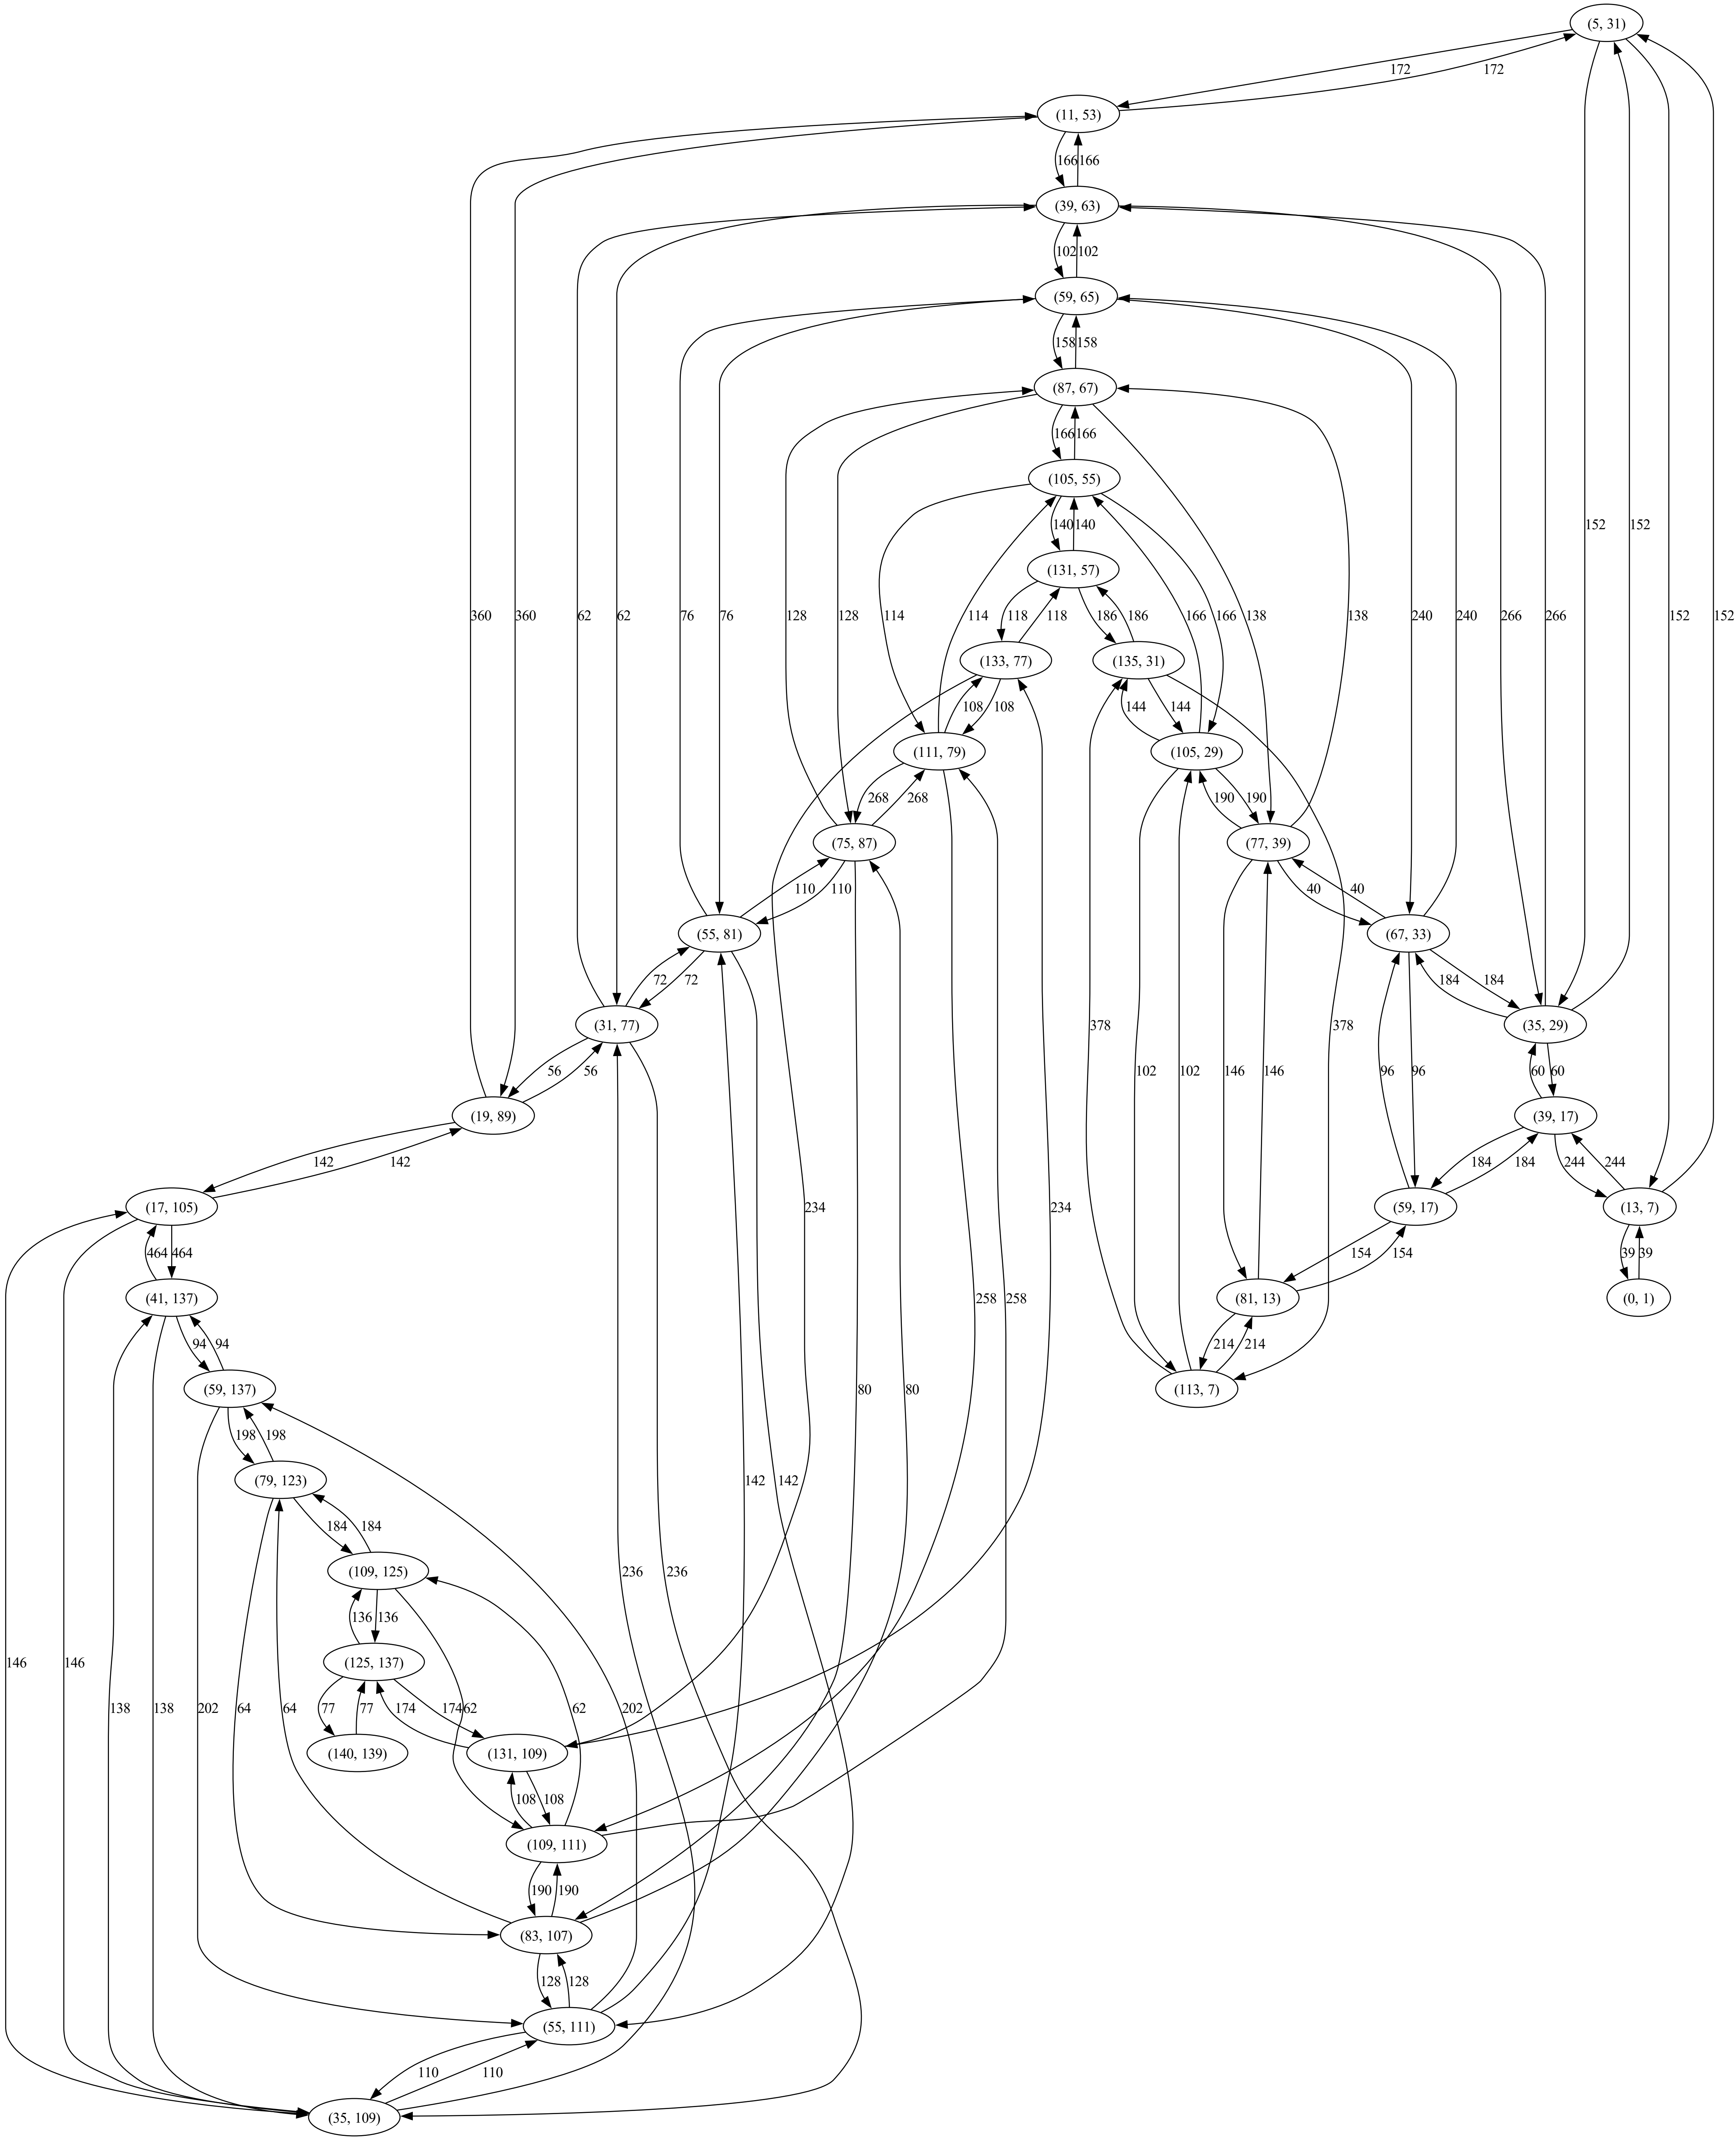 (5, 31)
172 172
(11, 53)
166 166
(39, 63)
102 102
(59, 65)
158 158
(87, 67)
166 166
(105, 55)
140 140 152 152
(131, 57)
360 360 62 62 76 76 128 128 114 114 118 118 186 186 166 166 138 138 240 240 266 266 152 152
(133, 77) (135, 31)
108 108 144 144
(111, 79) (105, 29)
268 268 190 190
(75, 87) (77, 39)
110 110 40 40
(55, 81) (67, 33)
72 72 184 184
(31, 77) 378 378 (35, 29)
56 56 102 102 146 146 96 96 60 60
(19, 89) (39, 17)
142 142 184 184 244 244
(17, 105) 234 234 (59, 17) (13, 7)
464 464 154 154 39 39
(41, 137) 258 258 (81, 13) (0, 1)
94 94 214 214
(59, 137) 80 80 (113, 7)
198 198
(79, 123) 142 142
184 184
(109, 125) 236 236
136 136
(125, 137)
146 146 138 138 202 64 64 77 77 174 174 62 62 202
(140, 139) (131, 109)
108 108
(109, 111)
190 190
(83, 107)
128 128
(55, 111)
110 110
(35, 109)